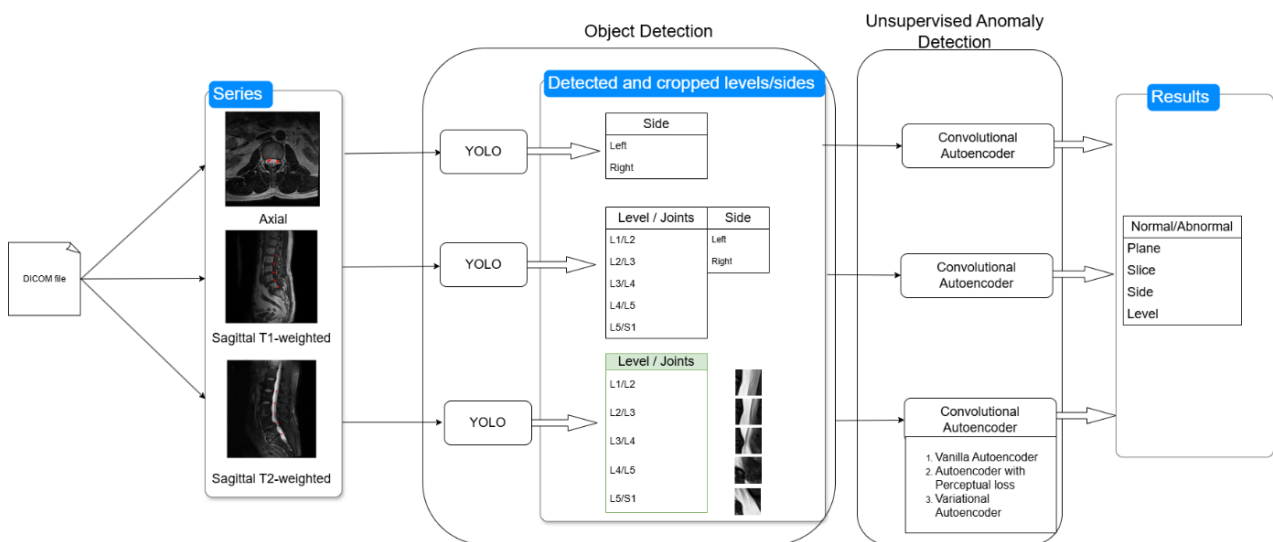 Object Detection
Unsupervised Anomaly
Detection
Series
Detected and cropped levels/sides
Results
DICOM file
Axial
Sagittal T1-weighted
Sagittal T2-weighted
YOLO
Side
Left
Right
Convolutional
Autoencoder
YOLO
Level / Joints
Side
L1/L2
Left
L2/L3
Right
L3/L4
L4/L5
L5/S1
Convolutional
Autoencoder
YOLO
Level / Joints
L1/L2
L2/L3
L3/L4
L4/L5
L5/S1
Convolutional
Autoencoder
1. Vanilla Autoencoder
2. Autoencoder with
Perceptual loss
3. Variational
Autoencoder
Normal/Abnormal
Plane
Slice
Side
Level